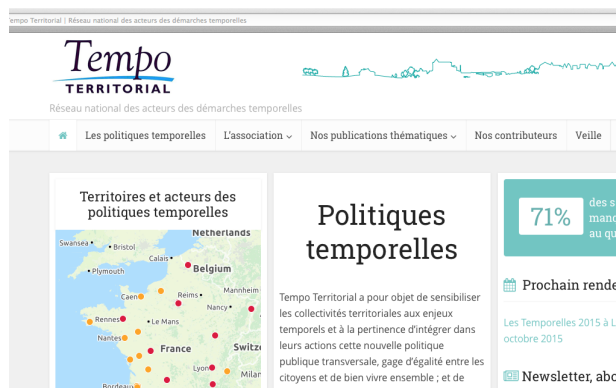 Tempo Territorial | Réseau national des acteurs des démarches temporelles
Tempo
TERRITORIAL
Réseau national des acteurs des démarches temporelles
Les politiques temporelles
L'association
Nos publications thématiques
Nos contributeurs
Veille
Territoires et acteurs des
politiques temporelles
Netherlands
Swansea
Bristol
Calais
Plymouth
Belgium
Caen
Reims
Mannheim
Nancy
Rennes
Le Mans
Nantes
France
Switze
Lyon
Milan
Bordeaux
Politiques
temporelles
Tempo Territorial a pour objet de sensibiliser
les collectivités territoriales aux enjeux
temporels et à la pertinence d'intégrer dans
leurs actions cette nouvelle politique
publique transversale, gage d'égalité entre les
citoyens et de bien vivre ensemble ; et de
71%
des s
manq
au qu
Prochain rende
Les Temporelles 2015 à L
octobre 2015
Newsletter, abo